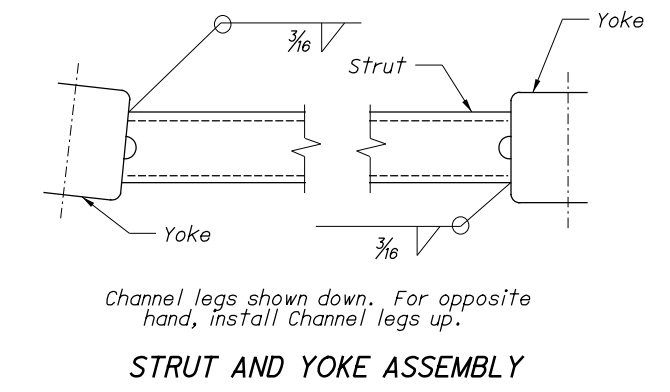 Yoke
3/16
Strut
Yoke
3/16
Channel legs shown down. For opposite
hand, install Channel legs up.
STRUT AND YOKE ASSEMBLY